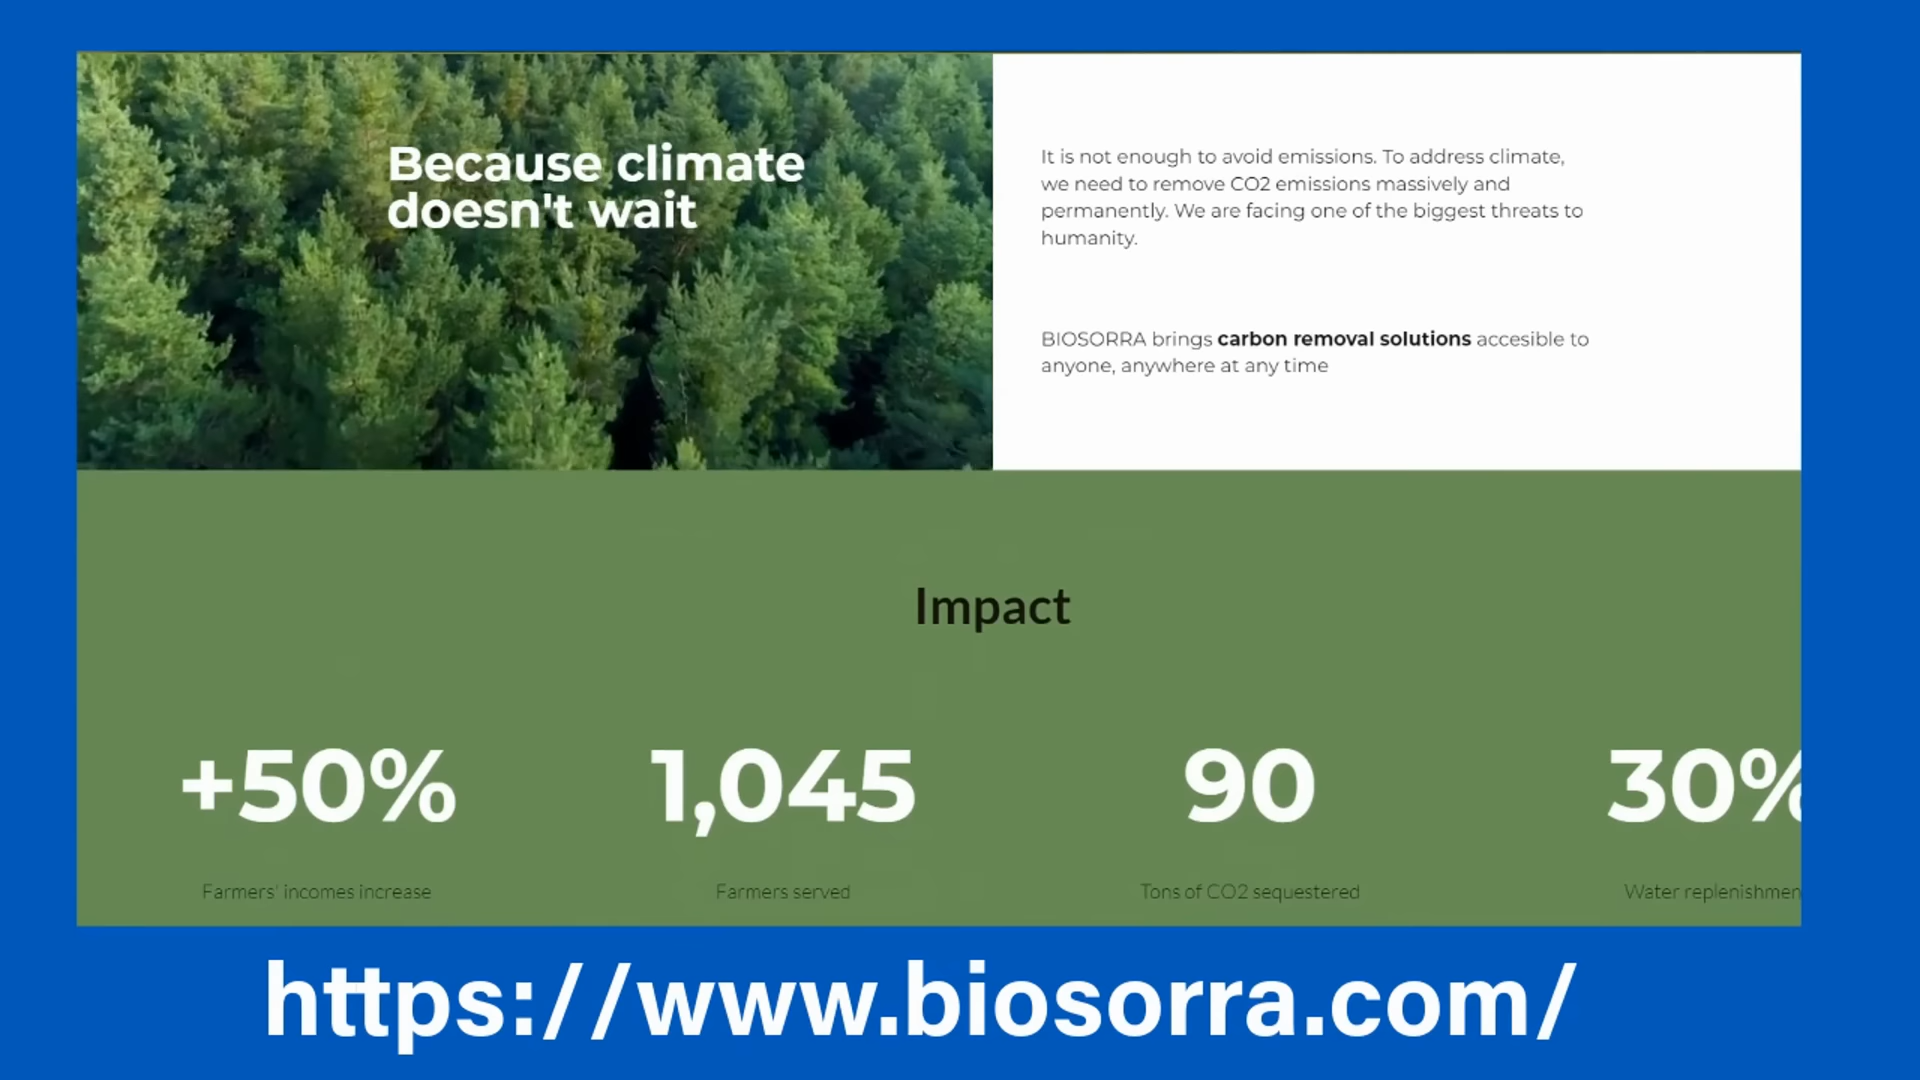 Because climate
doesn't wait
It is not enough to avoid emissions. To address climate,
we need to remove CO2 emissions massively and
permanently. We are facing one of the biggest threats to
humanity.
BIOSORRA brings carbon removal solutions accesible to
anyone, anywhere at any time
Impact
+50%
1,045
90
30%
Farmers' incomes increase
Farmers served
Tons of CO2 sequestered
Water replenishmen
https://www.biosorra.com/